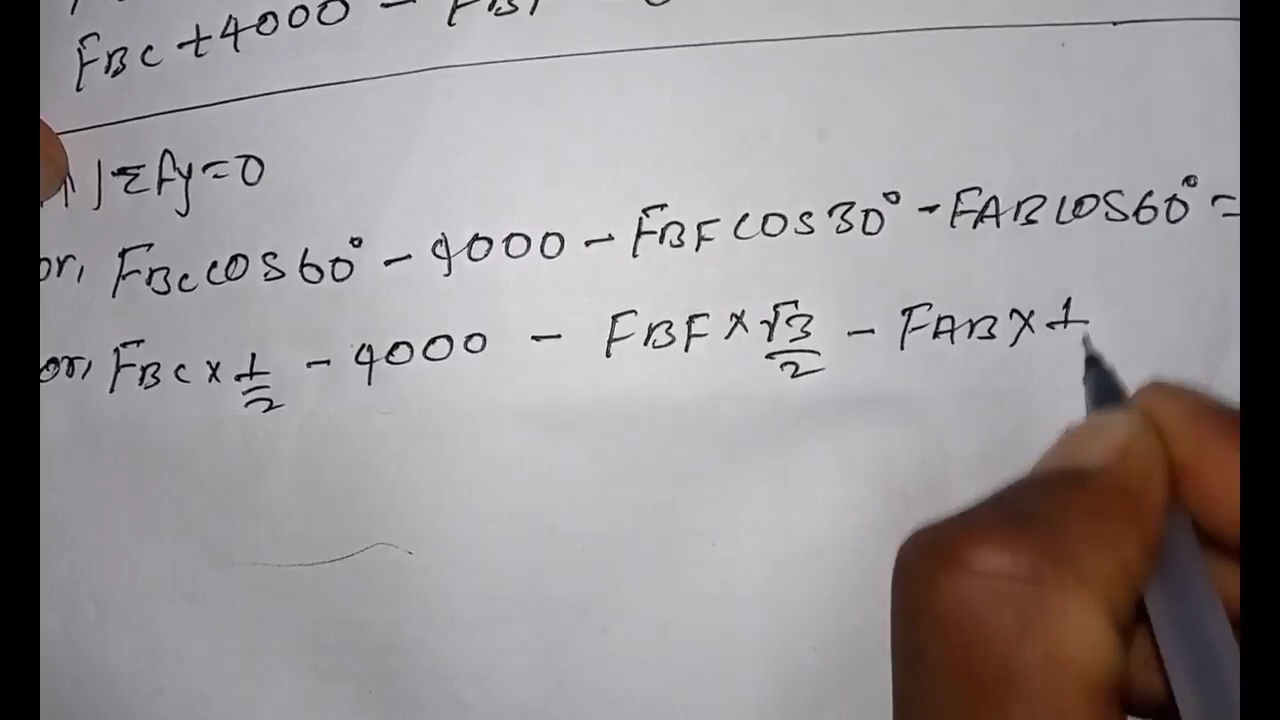 FBC + 4000 -
↑] ΣFy = 0
or, FBC cos 60° - 4000 - FBF cos 30° - FAB cos 60° =
or, FBC × 1/2 - 4000 - FBF × √3/2 - FAB × 1